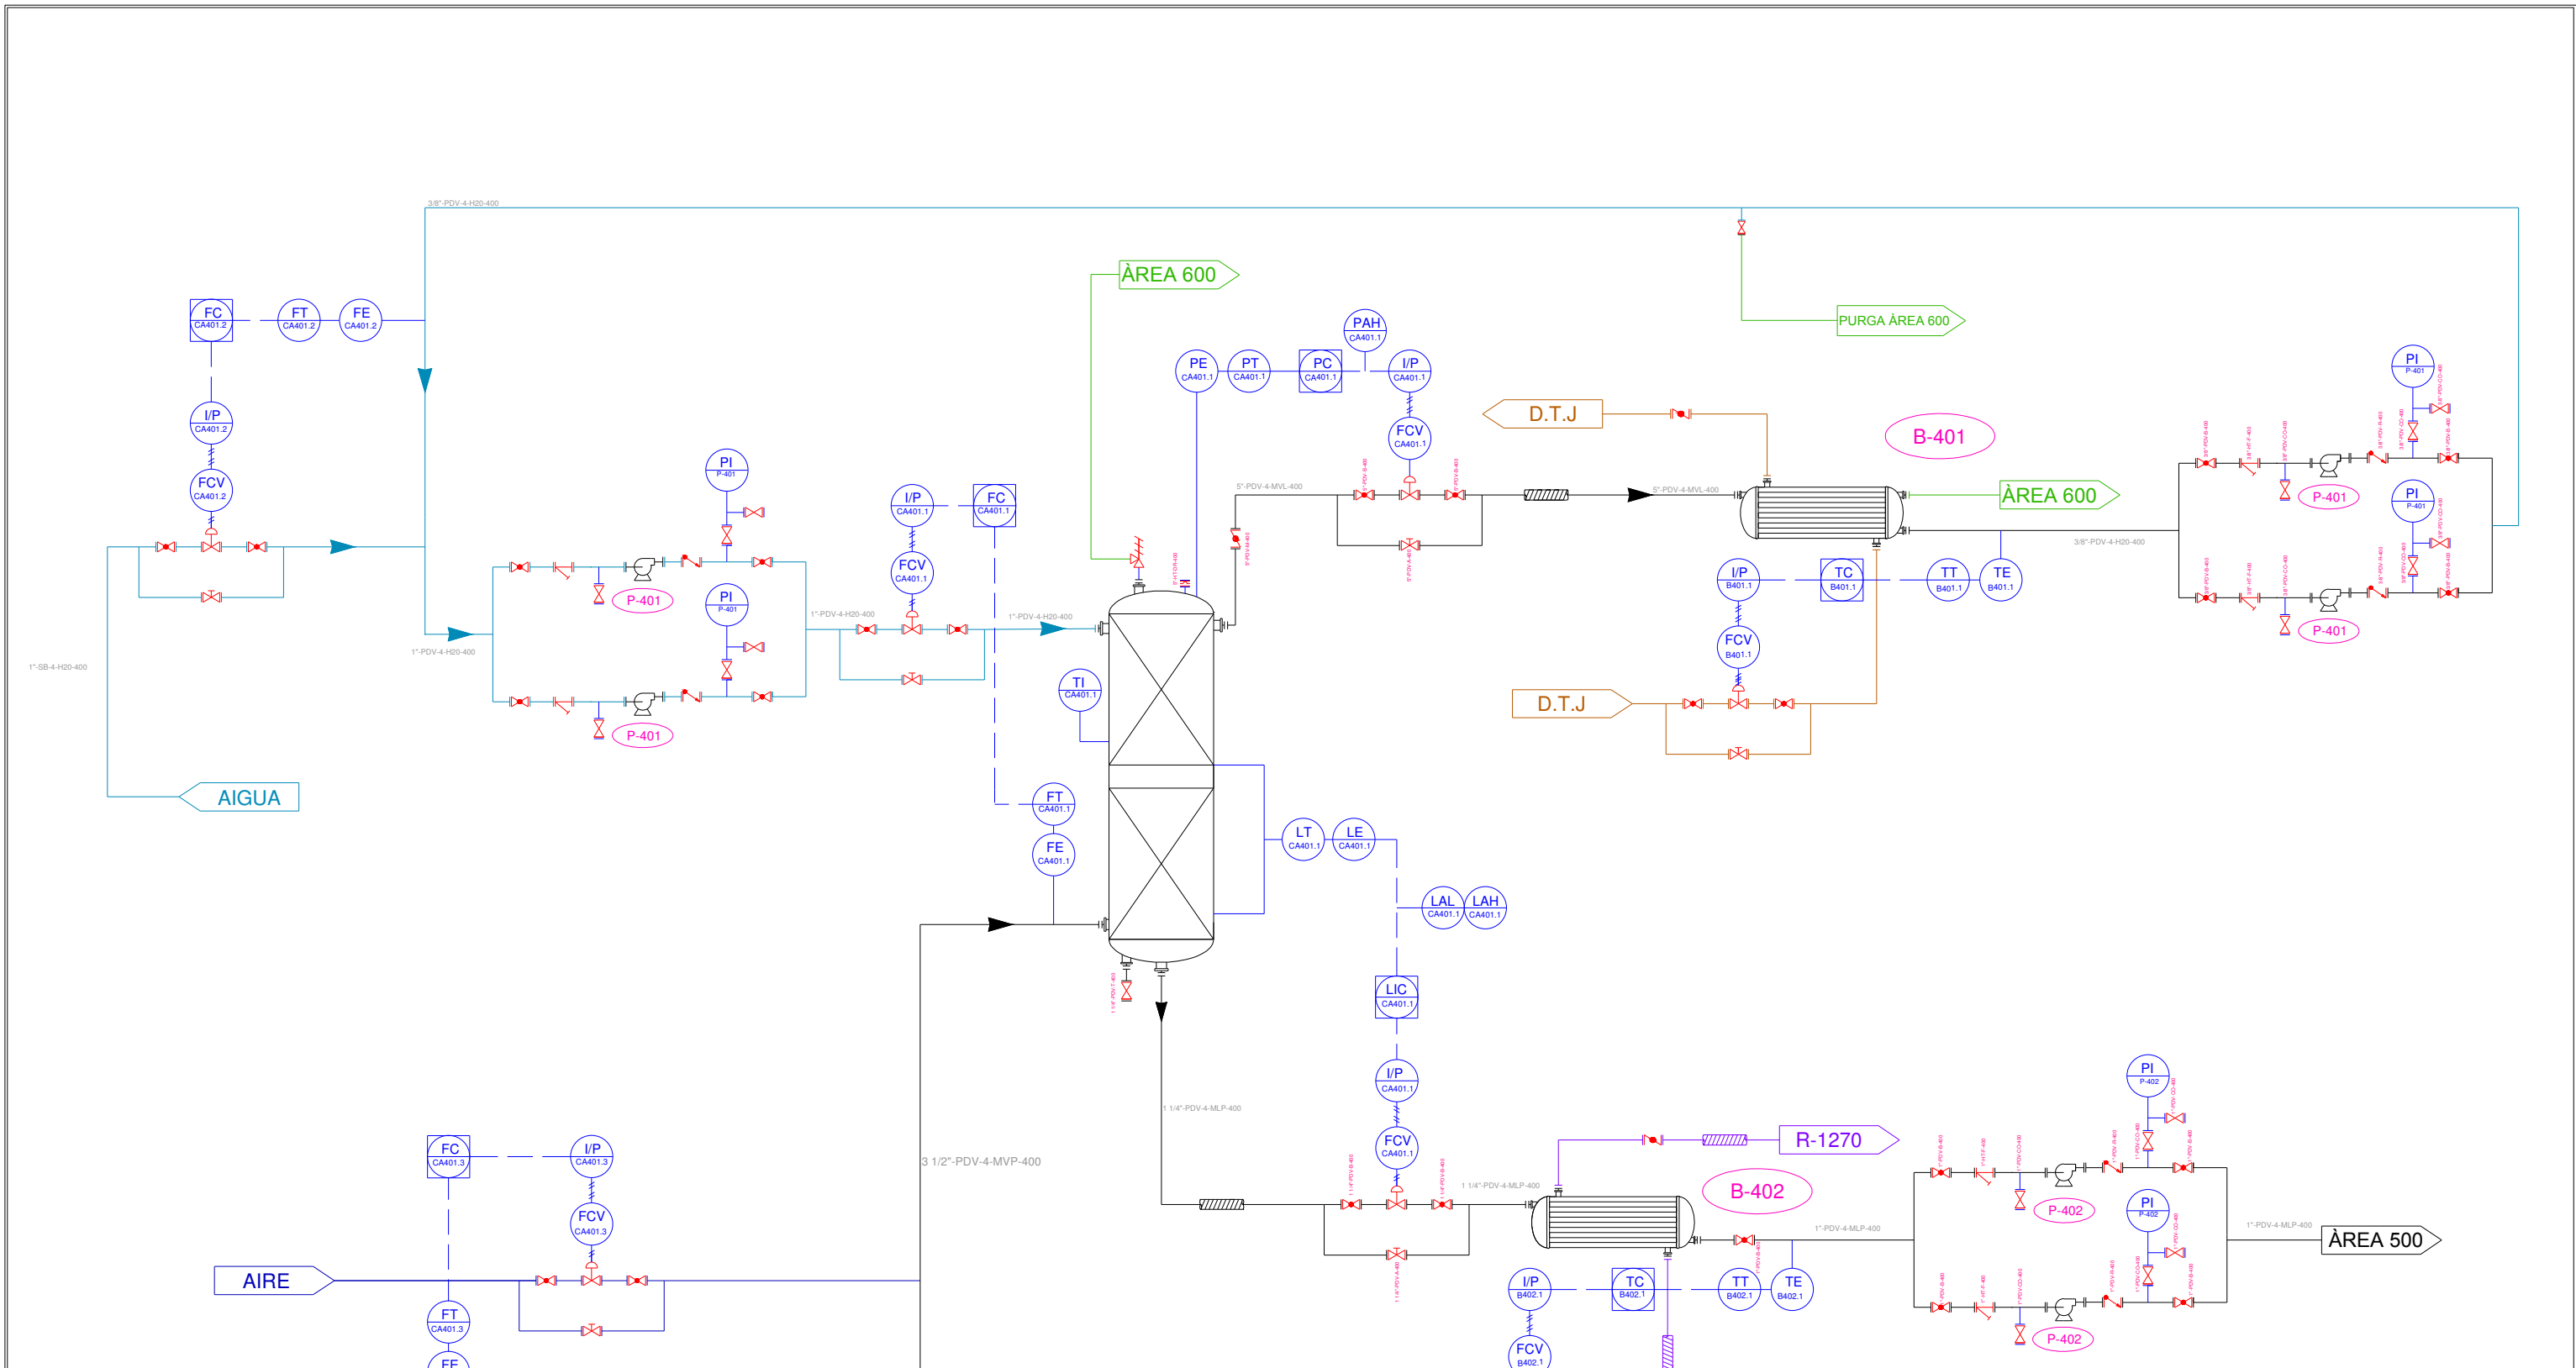 3/8"-PDV-4-H20-400
ÀREA 600
PURGA ÀREA 600
FC
CA401.2
FT
CA401.2
FE
CA401.2
PAH
CA401.1
PE
CA401.1
PT
CA401.1
PC
CA401.1
I/P
CA401.1
FCV
CA401.1
I/P
CA401.2
FCV
CA401.2
D.T.J
B-401
PI
P-401
PI
P-401
PI
P-401
PI
P-401
P-401
P-401
5"-PDV-4-MVL-400
5"-PDV-4-MVL-400
ÀREA 600
3/8"-PDV-4-H20-400
I/P
CA401.1
FC
CA401.1
FCV
CA401.1
I/P
B401.1
TC
B401.1
TT
B401.1
TE
B401.1
FCV
B401.1
D.T.J
P-401
P-401
1"-PDV-4-H20-400
1"-PDV-4-H20-400
1"-PDV-4-H20-400
1"-SB-4-H20-400
TI
CA401.1
AIGUA
FT
CA401.1
FE
CA401.1
LT
CA401.1
LE
CA401.1
LAL
CA401.1
LAH
CA401.1
LIC
CA401.1
I/P
CA401.1
FCV
CA401.1
1 1/4"-PDV-4-MLP-400
3 1/2"-PDV-4-MVP-400
1 1/4"-PDV-4-MLP-400
R-1270
B-402
PI
P-402
PI
P-402
P-402
P-402
1"-PDV-4-MLP-400
1"-PDV-4-MLP-400
ÀREA 500
FC
CA401.3
I/P
CA401.3
FCV
CA401.3
AIRE
FT
CA401.3
FE
I/P
B402.1
TC
B402.1
TT
B402.1
TE
B402.1
FCV
B402.1